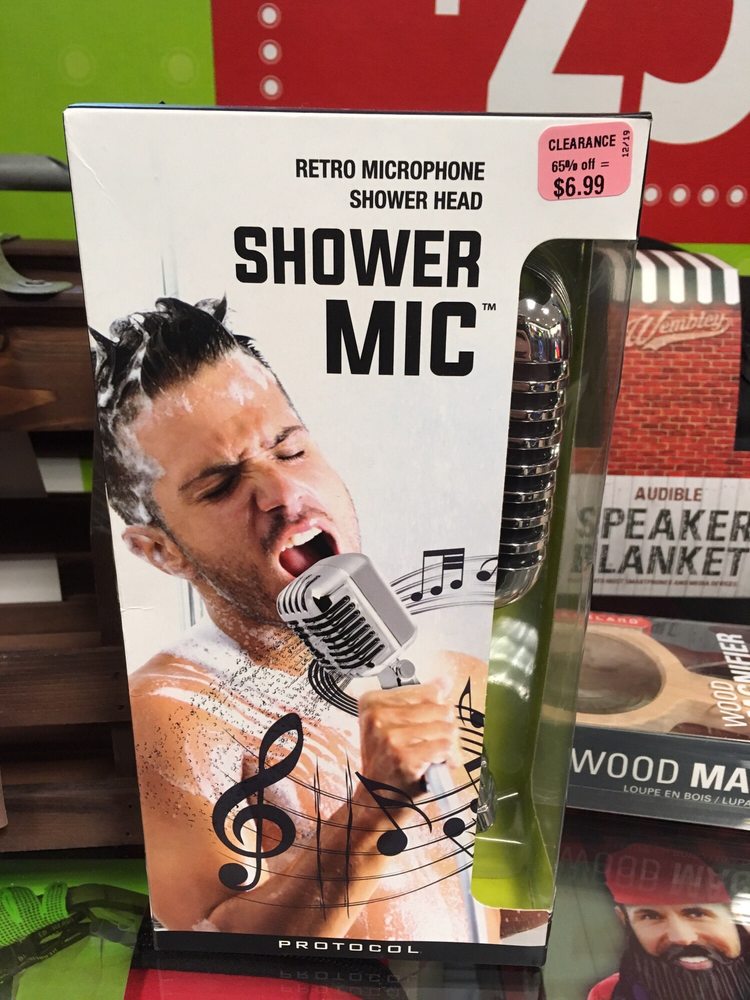 25
CLEARANCE
65% off =
$6.99
12/19
RETRO MICROPHONE
SHOWER HEAD
SHOWER
MIC™
Wembley
AUDIBLE
SPEAKER
BLANKET
WOOD
WOOD MA
LOUPE EN BOIS / LUPA
PROTOCOL